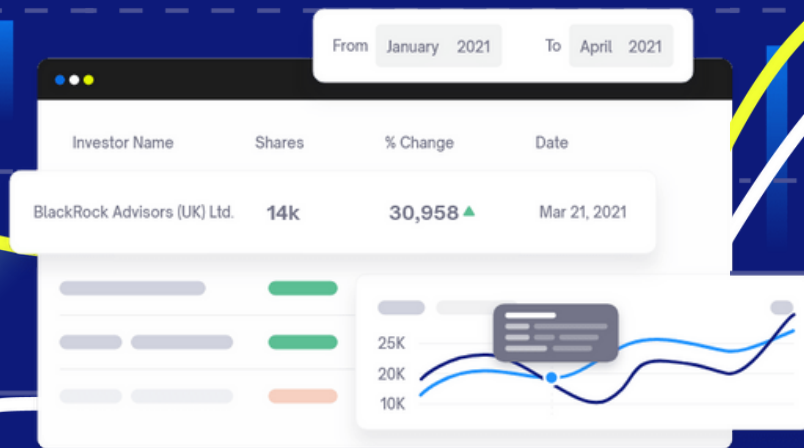 From January 2021 To April 2021
Investor Name Shares % Change Date
BlackRock Advisors (UK) Ltd. 14k 30,958 Mar 21, 2021
25K
20K
10K